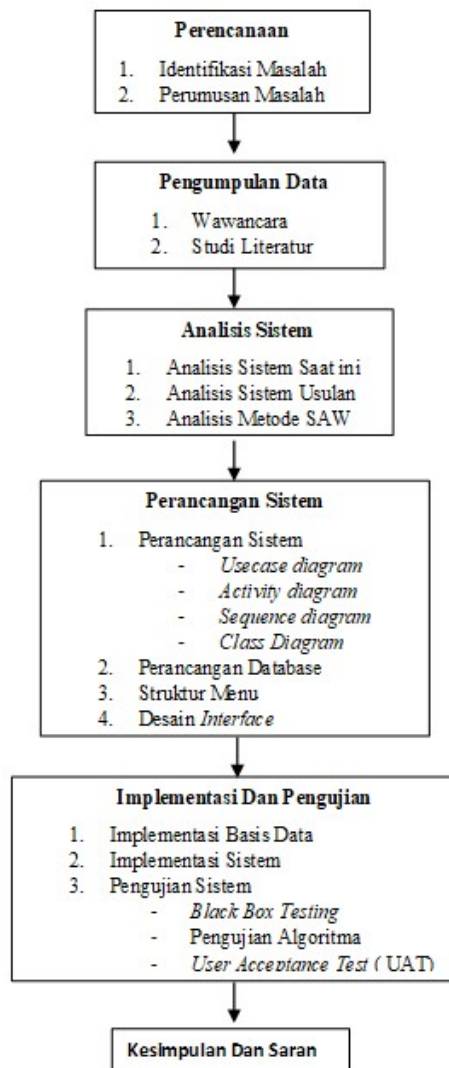 Perencanaan
1. Identifikasi Masalah
2. Perumusan Masalah
Pengumpulan Data
1. Wawancara
2. Studi Literatur
Analisis Sistem
1. Analisis Sistem Saat ini
2. Analisis Sistem Usulan
3. Analisis Metode SAW
Perancangan Sistem
1. Perancangan Sistem
- Usecase diagram
- Activity diagram
- Sequence diagram
- Class Diagram
2. Perancangan Database
3. Struktur Menu
4. Desain Interface
Implementasi Dan Pengujian
1. Implementasi Basis Data
2. Implementasi Sistem
3. Pengujian Sistem
- Black Box Testing
- Pengujian Algoritma
- User Acceptance Test ( UAT)
Kesimpulan Dan Saran